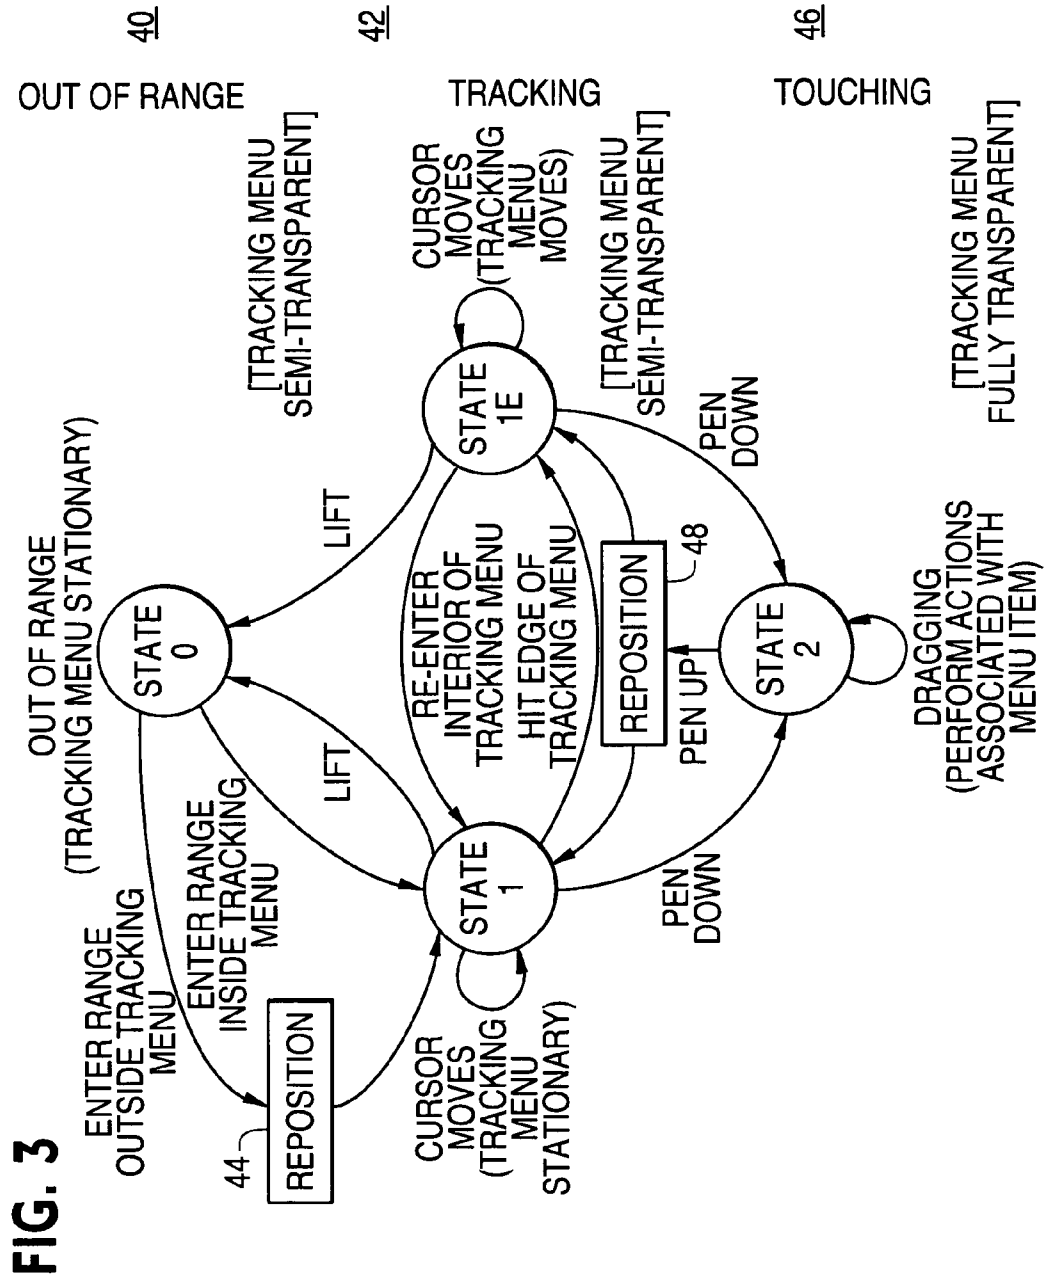 FIG. 3
OUT OF RANGE
(TRACKING MENU STATIONARY)
OUT OF RANGE
40
ENTER RANGE
OUTSIDE TRACKING
MENU
STATE
0
ENTER RANGE
INSIDE TRACKING
MENU
LIFT
LIFT
[TRACKING MENU
SEMI-TRANSPARENT]
44
REPOSITION
TRACKING
42
CURSOR
MOVES
(TRACKING
MENU
STATIONARY)
STATE
1
RE-ENTER
INTERIOR OF
TRACKING MENU
HIT EDGE OF
TRACKING MENU
STATE
1E
CURSOR
MOVES
(TRACKING
MENU
MOVES)
[TRACKING MENU
SEMI-TRANSPARENT]
REPOSITION
48
PEN
DOWN
PEN UP
PEN
DOWN
STATE
2
TOUCHING
46
DRAGGING
(PERFORM ACTIONS
ASSOCIATED WITH
MENU ITEM)
[TRACKING MENU
FULLY TRANSPARENT]